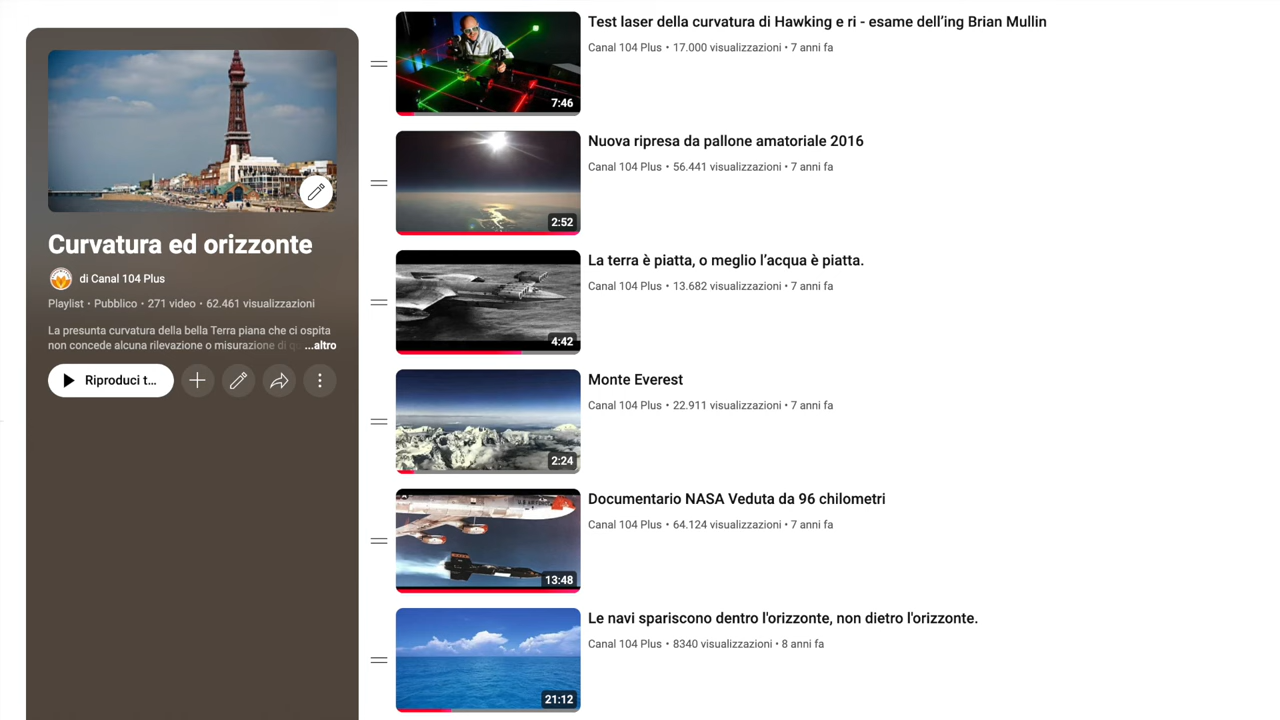 Curvatura ed orizzonte
di Canal 104 Plus
Playlist • Pubblico • 271 video • 62.461 visualizzazioni
La presunta curvatura della bella Terra piana che ci ospita
non concede alcuna rilevazione o misurazione di ...altro
Riproduci t...
Test laser della curvatura di Hawking e ri - esame dell’ing Brian Mullin
Canal 104 Plus • 17.000 visualizzazioni • 7 anni fa
7:46
Nuova ripresa da pallone amatoriale 2016
Canal 104 Plus • 56.441 visualizzazioni • 7 anni fa
2:52
La terra è piatta, o meglio l’acqua è piatta.
Canal 104 Plus • 13.682 visualizzazioni • 7 anni fa
4:42
Monte Everest
Canal 104 Plus • 22.911 visualizzazioni • 7 anni fa
2:24
Documentario NASA Veduta da 96 chilometri
Canal 104 Plus • 64.124 visualizzazioni • 7 anni fa
13:48
Le navi spariscono dentro l'orizzonte, non dietro l'orizzonte.
Canal 104 Plus • 8340 visualizzazioni • 8 anni fa
21:12